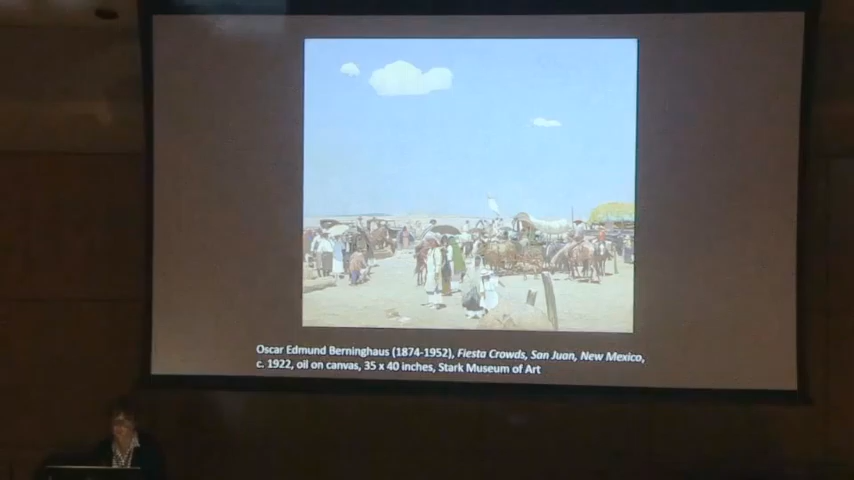 Oscar Edmund Berninghaus (1874-1952), Fiesta Crowds, San Juan, New Mexico,
c. 1922, oil on canvas, 35 x 40 inches, Stark Museum of Art